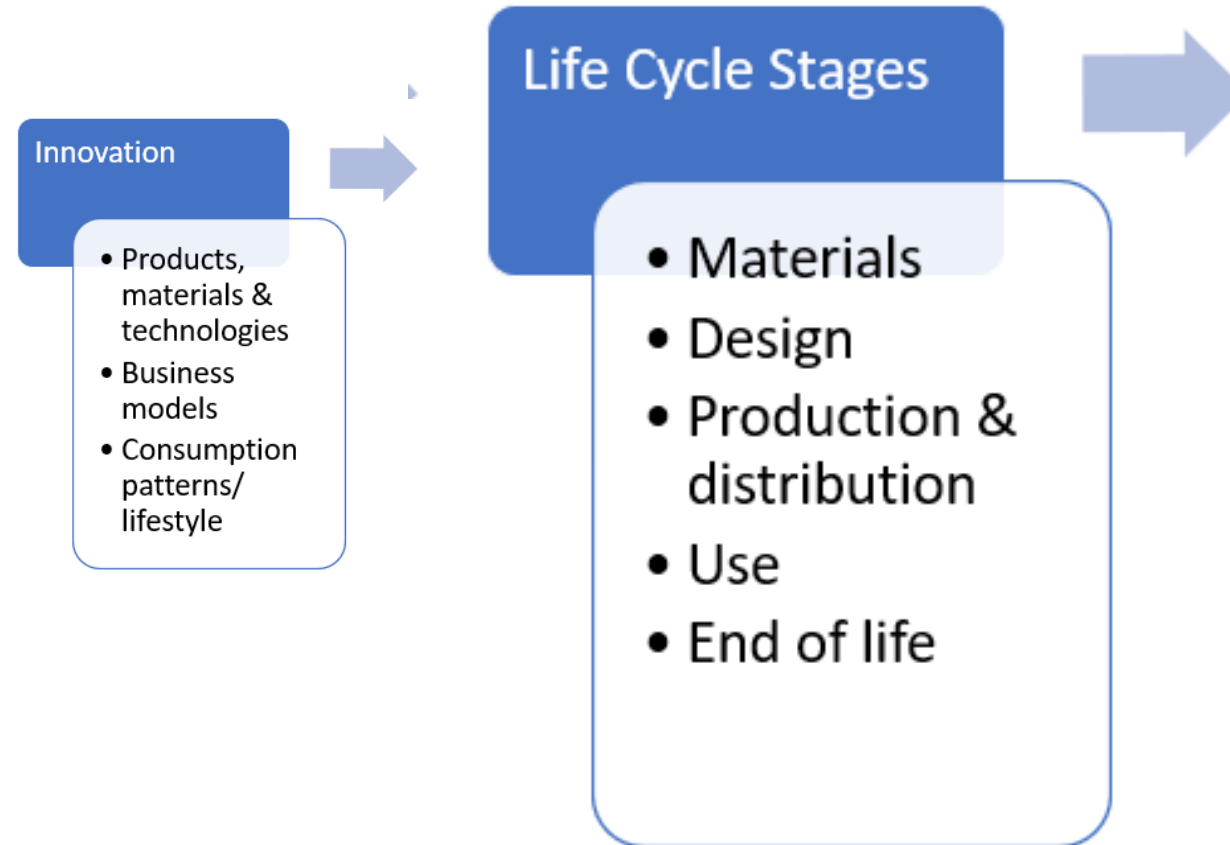 Innovation
• Products,
materials &
technologies
• Business
models
• Consumption
patterns/
lifestyle
Life Cycle Stages
• Materials
• Design
• Production &
distribution
• Use
• End of life